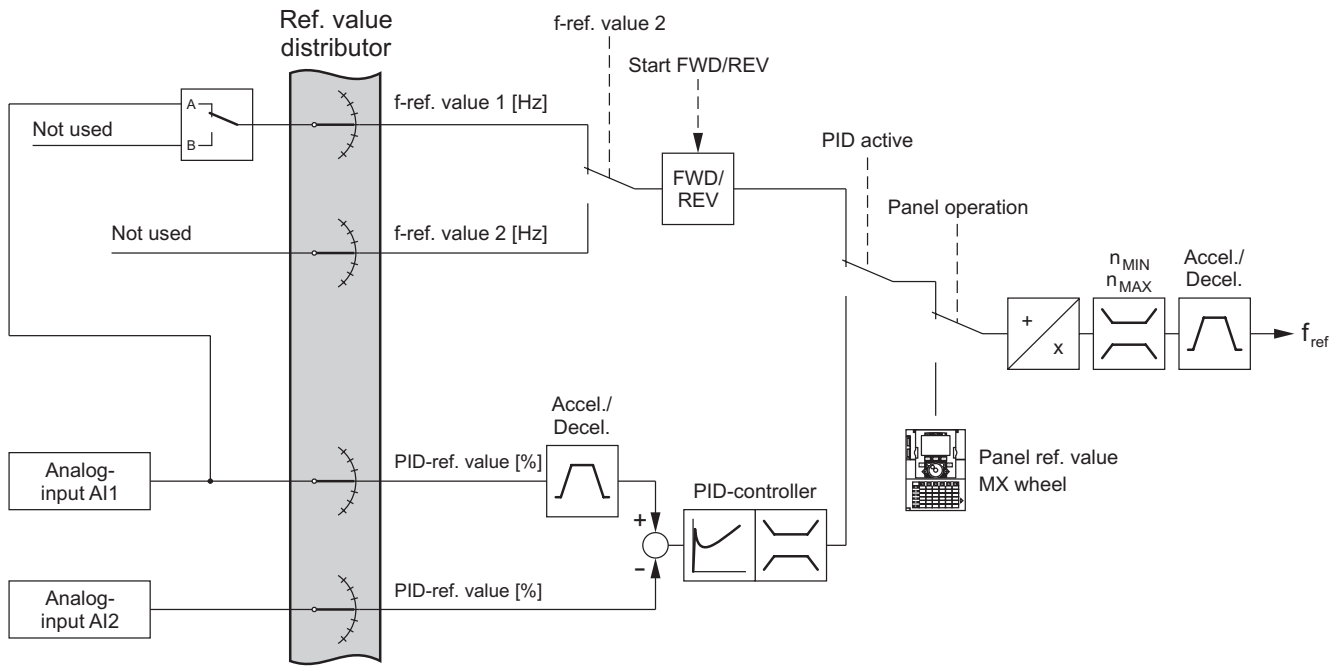 Ref. value
distributor
f-ref. value 2
Start FWD/REV
A
B
Not used
f-ref. value 1 [Hz]
FWD/
REV
PID active
Panel operation
Not used
f-ref. value 2 [Hz]
n MIN
n MAX
Accel./
Decel.
+
x
f ref
Accel./
Decel.
Analog-
input AI1
PID-ref. value [%]
Panel ref. value
MX wheel
PID-controller
+
-
Analog-
input AI2
PID-ref. value [%]